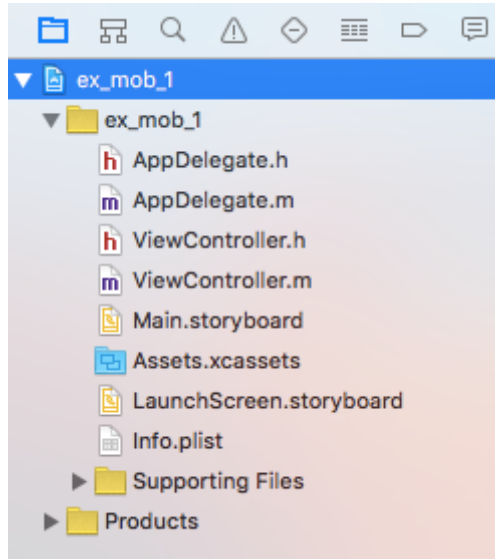 ex_mob_1
ex_mob_1
h AppDelegate.h
m AppDelegate.m
h ViewController.h
m ViewController.m
Main.storyboard
Assets.xcassets
LaunchScreen.storyboard
Info.plist
Supporting Files
Products